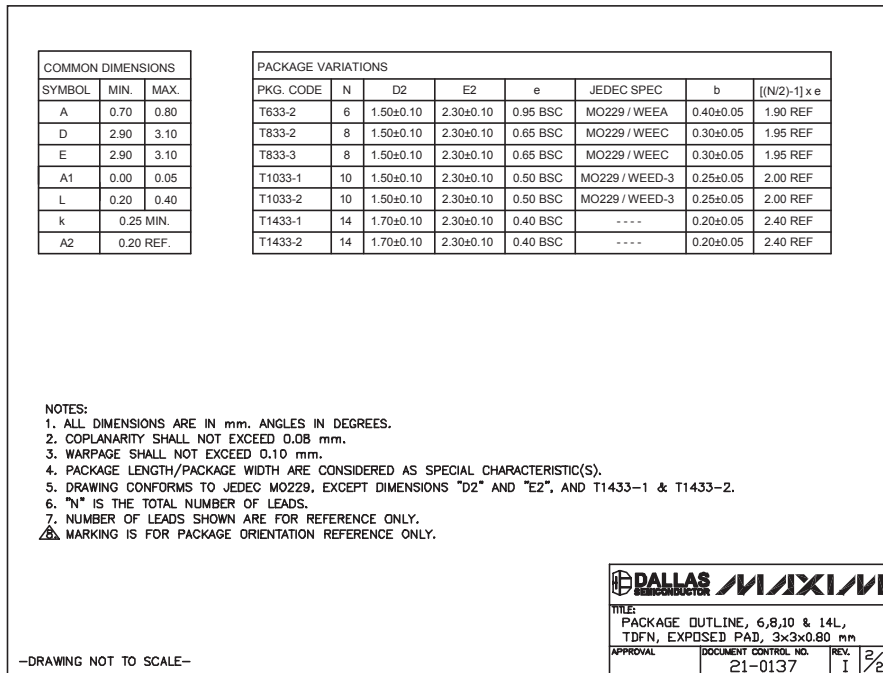 COMMON DIMENSIONS
SYMBOL MIN. MAX.
A 0.70 0.80
D 2.90 3.10
E 2.90 3.10
A1 0.00 0.05
L 0.20 0.40
k 0.25 MIN.
A2 0.20 REF.
PACKAGE VARIATIONS
PKG. CODE N D2 E2 e JEDEC SPEC b [(N/2)-1] x e
T633-2 6 1.50±0.10 2.30±0.10 0.95 BSC MO229 / WEEA 0.40±0.05 1.90 REF
T833-2 8 1.50±0.10 2.30±0.10 0.65 BSC MO229 / WEEC 0.30±0.05 1.95 REF
T833-3 8 1.50±0.10 2.30±0.10 0.65 BSC MO229 / WEEC 0.30±0.05 1.95 REF
T1033-1 10 1.50±0.10 2.30±0.10 0.50 BSC MO229 / WEED-3 0.25±0.05 2.00 REF
T1033-2 10 1.50±0.10 2.30±0.10 0.50 BSC MO229 / WEED-3 0.25±0.05 2.00 REF
T1433-1 14 1.70±0.10 2.30±0.10 0.40 BSC - - - - 0.20±0.05 2.40 REF
T1433-2 14 1.70±0.10 2.30±0.10 0.40 BSC - - - - 0.20±0.05 2.40 REF
NOTES:
1. ALL DIMENSIONS ARE IN mm. ANGLES IN DEGREES.
2. COPLANARITY SHALL NOT EXCEED 0.08 mm.
3. WARPAGE SHALL NOT EXCEED 0.10 mm.
4. PACKAGE LENGTH/PACKAGE WIDTH ARE CONSIDERED AS SPECIAL CHARACTERISTIC(S).
5. DRAWING CONFORMS TO JEDEC MO229, EXCEPT DIMENSIONS "D2" AND "E2", AND T1433-1 & T1433-2.
6. "N" IS THE TOTAL NUMBER OF LEADS.
7. NUMBER OF LEADS SHOWN ARE FOR REFERENCE ONLY.
8. MARKING IS FOR PACKAGE ORIENTATION REFERENCE ONLY.
DALLAS SEMICONDUCTOR MAXIM
TITLE:
PACKAGE OUTLINE, 6,8,10 & 14L,
TDFN, EXPOSED PAD, 3x3x0.80 mm
APPROVAL DOCUMENT CONTROL NO. REV.
21-0137 I 2/2
-DRAWING NOT TO SCALE-